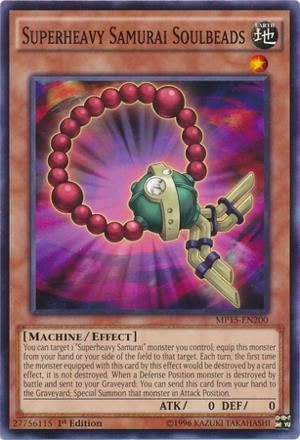 Superheavy Samurai Soulbeads
EARTH
地
MP15-EN200
[MACHINE / EFFECT]
You can target 1 "Superheavy Samurai" monster you control; equip this monster
from your hand or your side of the field to that target. Each turn, the first time
the monster equipped with this card by this effect would be destroyed by a card
effect, it is not destroyed. When a Defense Position monster is destroyed by
battle and sent to your Graveyard: You can send this card from your hand to
the Graveyard; Special Summon that monster in Attack Position.
ATK/ 0 DEF/ 0
27756115 1st Edition ©1996 KAZUKI TAKAHASHI